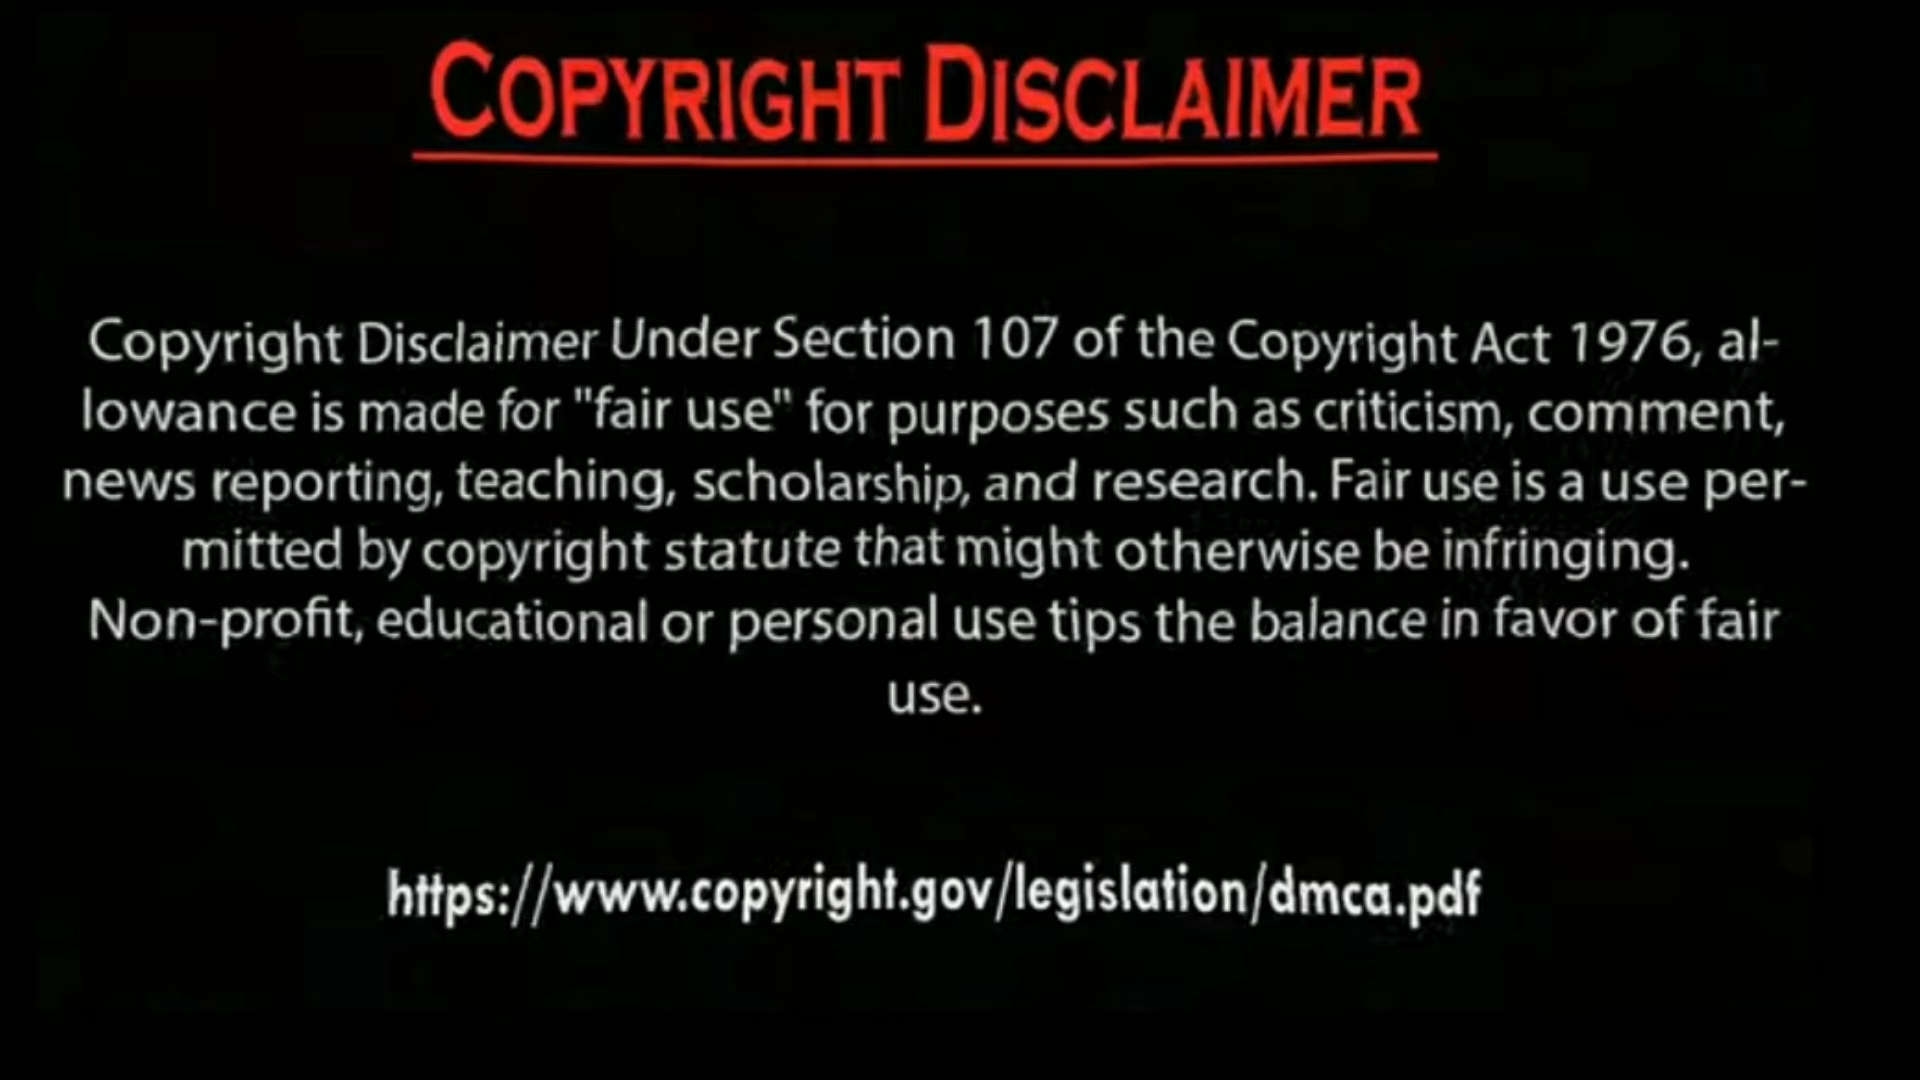 COPYRIGHT DISCLAIMER
Copyright Disclaimer Under Section 107 of the Copyright Act 1976, al-
lowance is made for "fair use" for purposes such as criticism, comment,
news reporting, teaching, scholarship, and research. Fair use is a use per-
mitted by copyright statute that might otherwise be infringing.
Non-profit, educational or personal use tips the balance in favor of fair
use.
https://www.copyright.gov/legislation/dmca.pdf